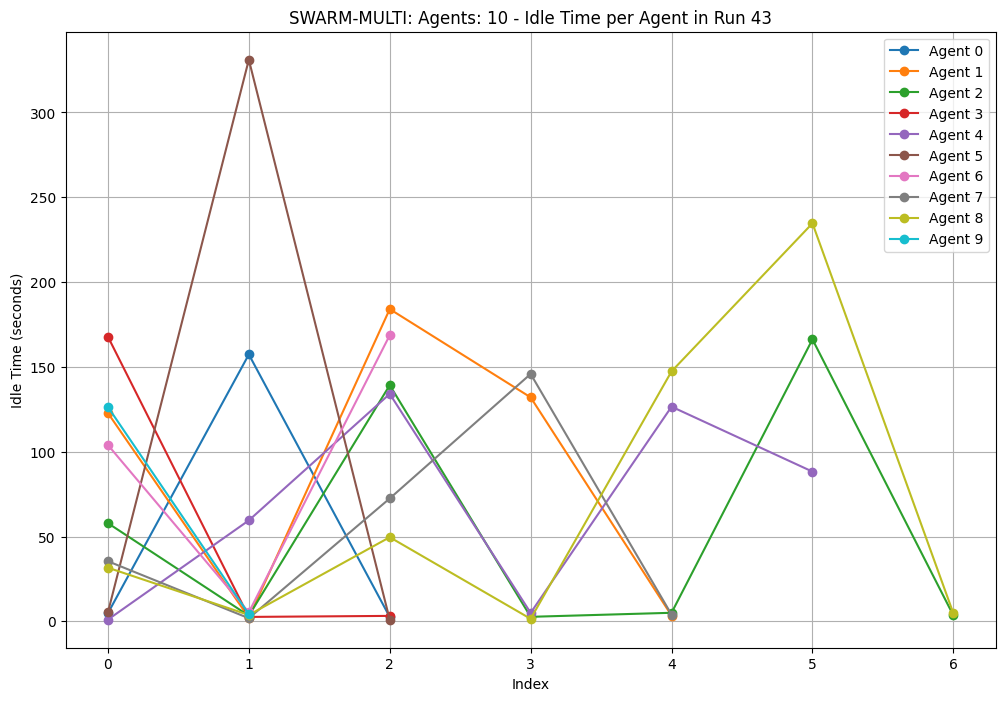 SWARM-MULTI: Agents: 10 - Idle Time per Agent in Run 43
Agent 0
Agent 1
Agent 2
Agent 3
Agent 4
Agent 5
Agent 6
Agent 7
Agent 8
Agent 9
Idle Time (seconds)
300
250
200
150
100
50
0
0 1 2 3 4 5 6
Index